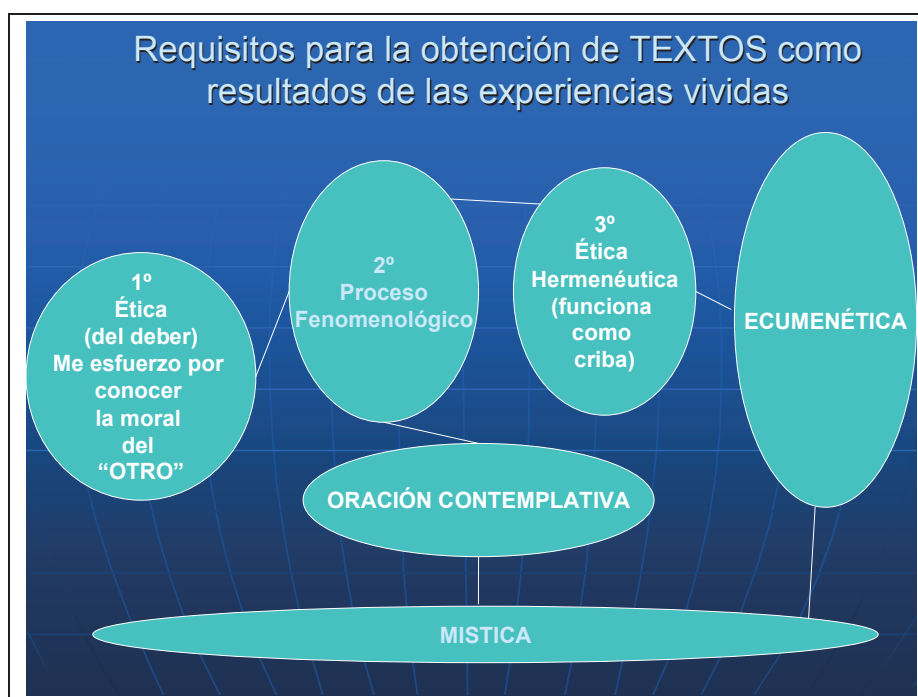 Requisitos para la obtención de TEXTOS como
resultados de las experiencias vividas
1º
Ética
(del deber)
Me esfuerzo por
conocer
la moral
del
“OTRO”
2º
Proceso
Fenomenológico
3º
Ética
Hermenéutica
(funciona
como
criba)
ECUMENÉTICA
ORACIÓN CONTEMPLATIVA
MISTICA